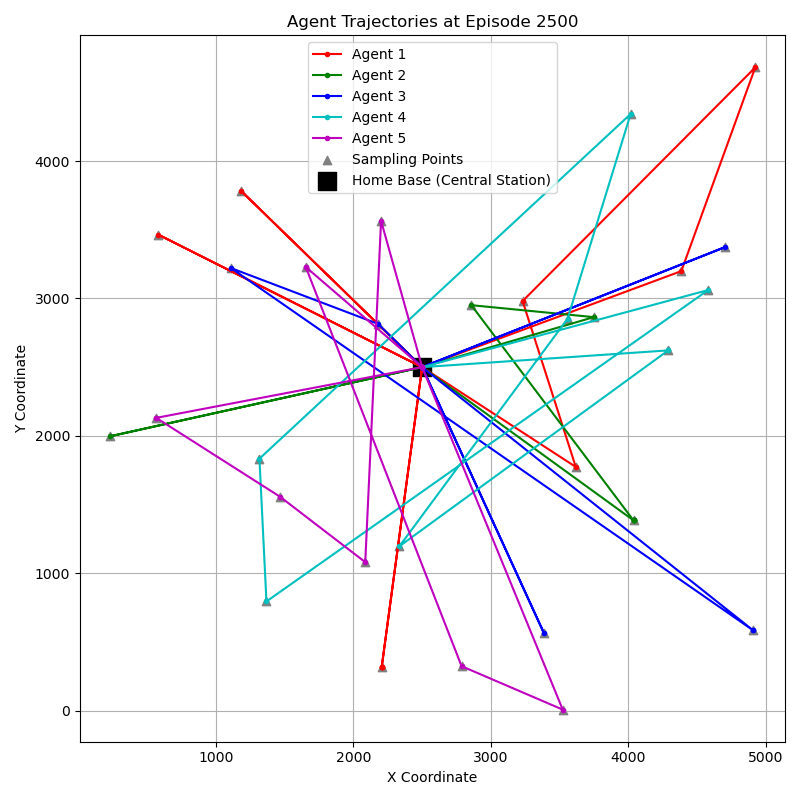 Agent Trajectories at Episode 2500
Agent 1
Agent 2
Agent 3
Agent 4
Agent 5
Sampling Points
Home Base (Central Station)
Y Coordinate
4000
3000
2000
1000
0
1000 2000 3000 4000 5000
X Coordinate